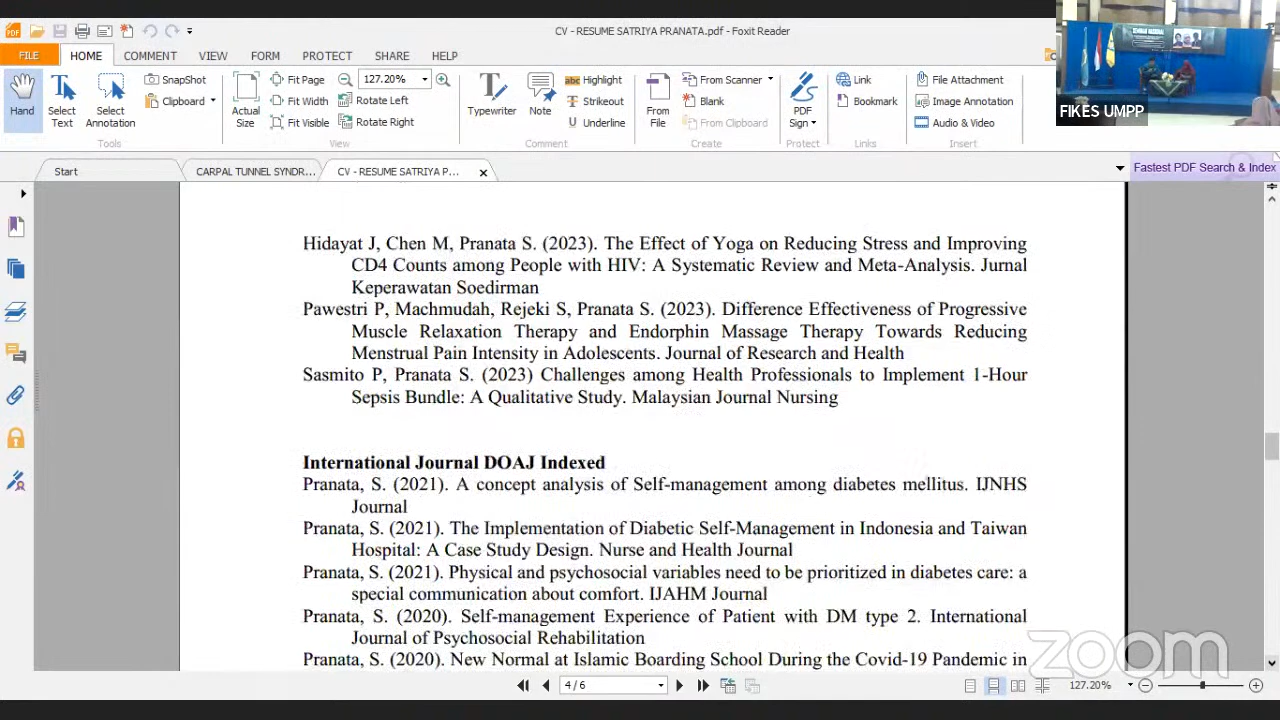 CV - RESUME SATRIYA PRANATA.pdf - Foxit Reader
FILE HOME COMMENT VIEW FORM PROTECT SHARE HELP
Hand
Select Text
Select Annotation
SnapShot
Clipboard
Tools
Actual Size
Fit Page
Fit Width
Fit Visible
127.20%
Rotate Left
Rotate Right
View
Typewriter
Note
Highlight
Strikeout
Underline
Comment
From File
From Scanner
Blank
From Clipboard
Create
PDF Sign
Protect
Link
Bookmark
Links
File Attachment
Image Annotation
Audio & Video
Insert
FIKES UMPP
Start
CARPAL TUNNEL SYNDR...
CV - RESUME SATRIYA P...
Fastest PDF Search & Index
Hidayat J, Chen M, Pranata S. (2023). The Effect of Yoga on Reducing Stress and Improving
CD4 Counts among People with HIV: A Systematic Review and Meta-Analysis. Jurnal
Keperawatan Soedirman
Pawestri P, Machmudah, Rejeki S, Pranata S. (2023). Difference Effectiveness of Progressive
Muscle Relaxation Therapy and Endorphin Massage Therapy Towards Reducing
Menstrual Pain Intensity in Adolescents. Journal of Research and Health
Sasmito P, Pranata S. (2023) Challenges among Health Professionals to Implement 1-Hour
Sepsis Bundle: A Qualitative Study. Malaysian Journal Nursing
International Journal DOAJ Indexed
Pranata, S. (2021). A concept analysis of Self-management among diabetes mellitus. IJNHS
Journal
Pranata, S. (2021). The Implementation of Diabetic Self-Management in Indonesia and Taiwan
Hospital: A Case Study Design. Nurse and Health Journal
Pranata, S. (2021). Physical and psychosocial variables need to be prioritized in diabetes care: a
special communication about comfort. IJAHM Journal
Pranata, S. (2020). Self-management Experience of Patient with DM type 2. International
Journal of Psychosocial Rehabilitation
Pranata, S. (2020). New Normal at Islamic Boarding School During the Covid-19 Pandemic in
zoom
4 / 6
127.20%